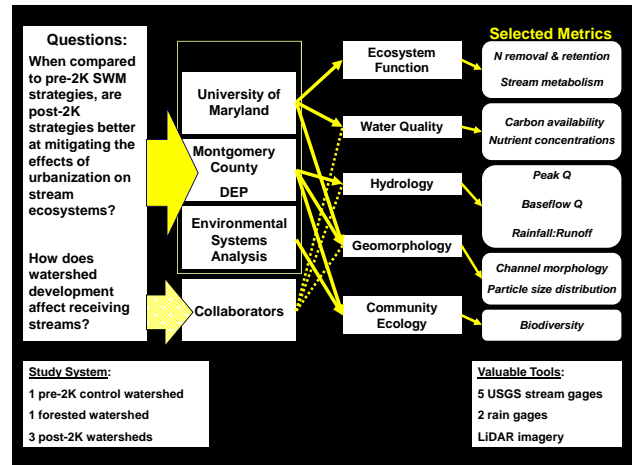 Questions:
When compared
to pre-2K SWM
strategies, are
post-2K
strategies better
at mitigating the
effects of
urbanization on
stream
ecosystems?
How does
watershed
development
affect receiving
streams?
University of
Maryland
Montgomery
County
DEP
Environmental
Systems
Analysis
Collaborators
Ecosystem
Function
Water Quality
Hydrology
Geomorphology
Community
Ecology
Selected Metrics
N removal & retention
Stream metabolism
Carbon availability
Nutrient concentrations
Peak Q
Baseflow Q
Rainfall:Runoff
Channel morphology
Particle size distribution
Biodiversity
Study System:
1 pre-2K control watershed
1 forested watershed
3 post-2K watersheds
Valuable Tools:
5 USGS stream gages
2 rain gages
LiDAR imagery